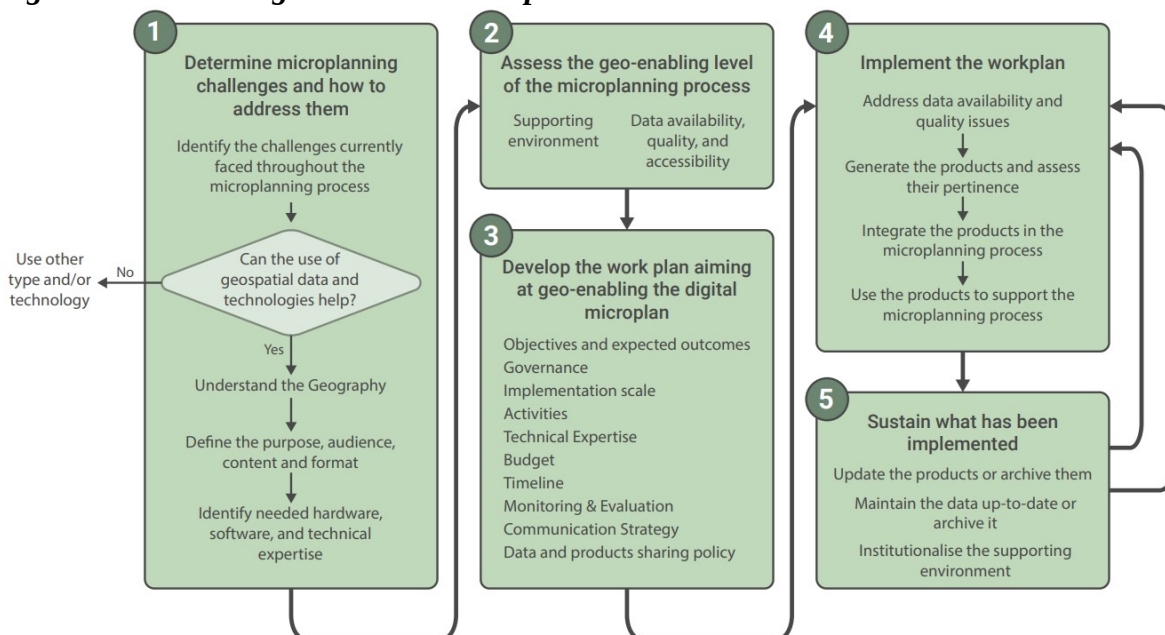 1
Determine microplanning
challenges and how to
address them
Identify the challenges currently
faced throughout the
microplanning process
Can the use of
geospatial data and
technologies help?
No
Use other
type and/or
technology
Yes
Understand the Geography
Define the purpose, audience,
content and format
Identify needed hardware,
software, and technical
expertise
2
Assess the geo-enabling level
of the microplanning process
Supporting
environment
Data availability,
quality, and
accessibility
3
Develop the work plan aiming
at geo-enabling the digital
microplan
Objectives and expected outcomes
Governance
Implementation scale
Activities
Technical Expertise
Budget
Timeline
Monitoring & Evaluation
Communication Strategy
Data and products sharing policy
4
Implement the workplan
Address data availability and
quality issues
Generate the products and assess
their pertinence
Integrate the products in the
microplanning process
Use the products to support the
microplanning process
5
Sustain what has been
implemented
Update the products or archive them
Maintain the data up-to-date or
archive it
Institutionalise the supporting
environment